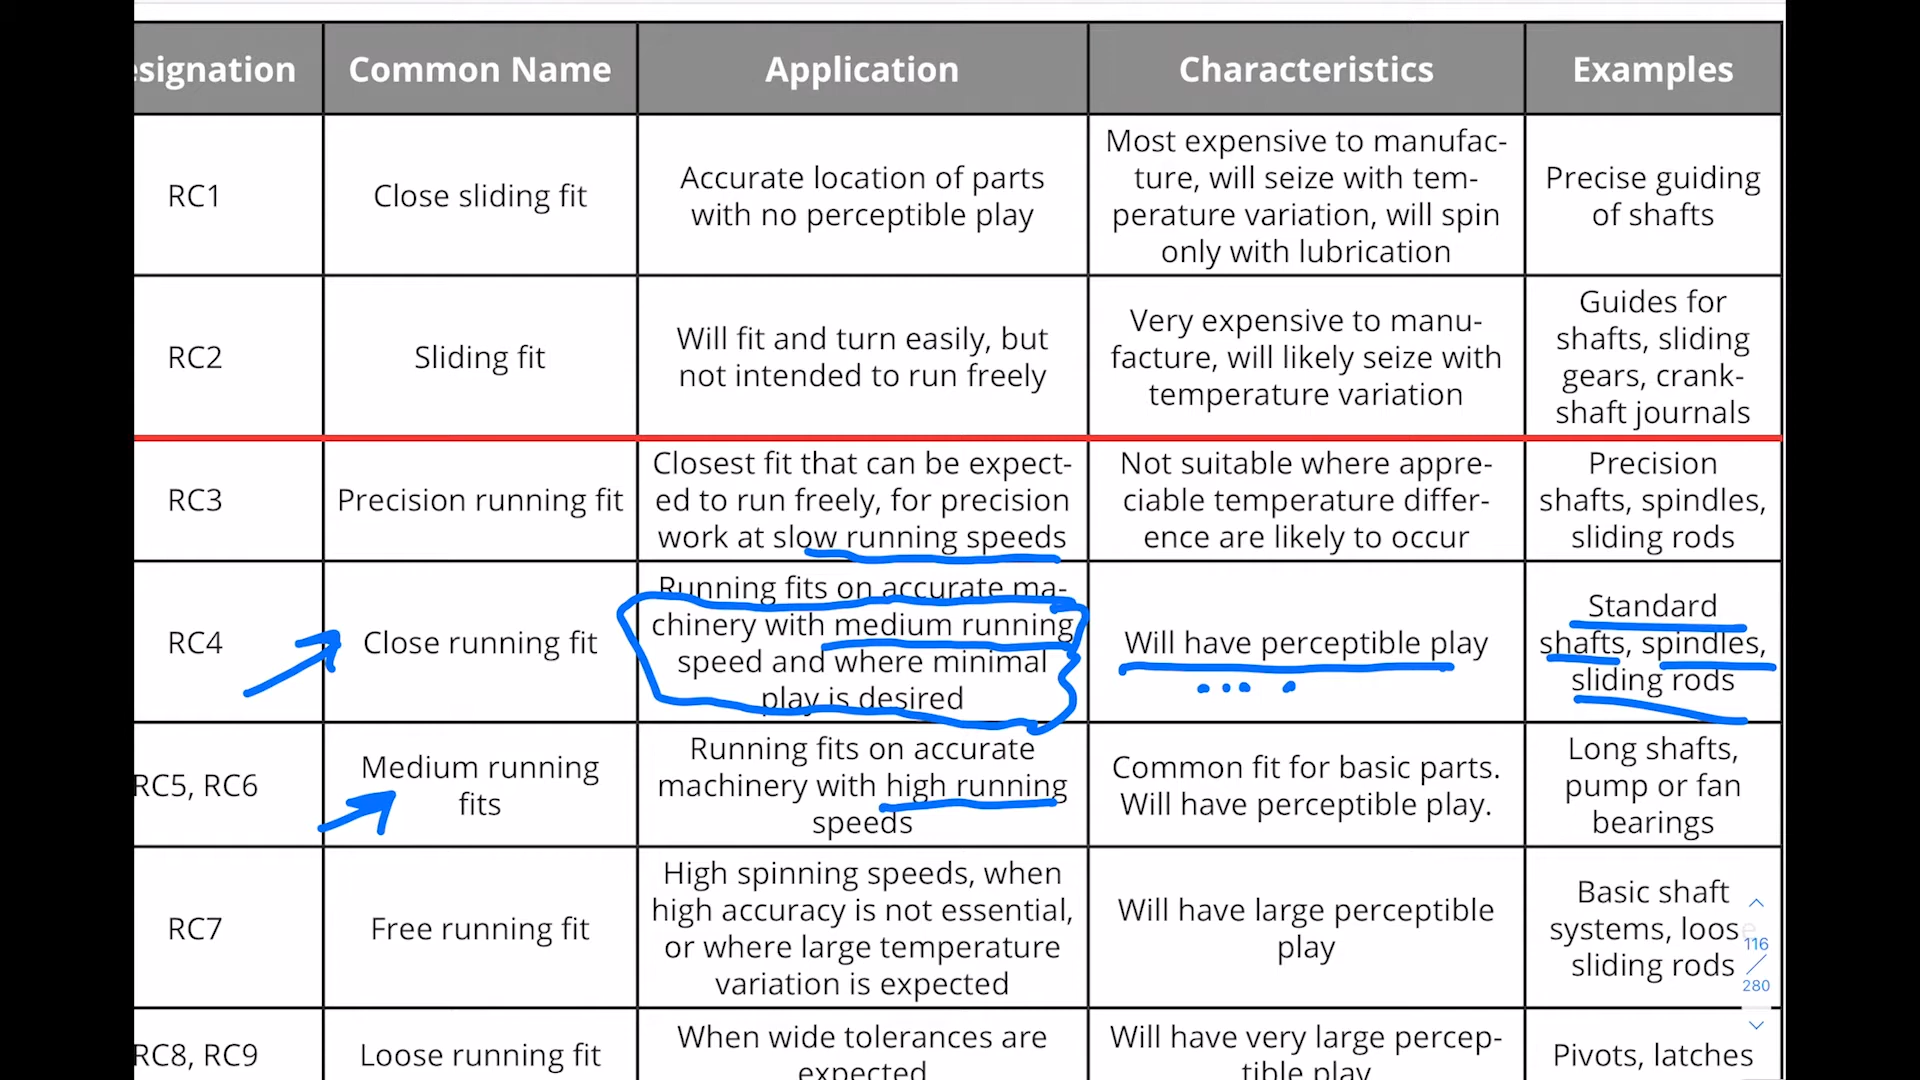 esignation Common Name Application Characteristics Examples
RC1
Close sliding fit
Accurate location of parts
with no perceptible play
Most expensive to manufac-
ture, will seize with tem-
perature variation, will spin
only with lubrication
Precise guiding
of shafts
RC2
Sliding fit
Will fit and turn easily, but
not intended to run freely
Very expensive to manu-
facture, will likely seize with
temperature variation
Guides for
shafts, sliding
gears, crank-
shaft journals
RC3
Precision running fit
Closest fit that can be expect-
ed to run freely, for precision
work at slow running speeds
Not suitable where appre-
ciable temperature differ-
ence are likely to occur
Precision
shafts, spindles,
sliding rods
RC4
Close running fit
Running fits on accurate ma-
chinery with medium running
speed and where minimal
play is desired
Will have perceptible play
Standard
shafts, spindles,
sliding rods
RC5, RC6
Medium running
fits
Running fits on accurate
machinery with high running
speeds
Common fit for basic parts.
Will have perceptible play.
Long shafts,
pump or fan
bearings
RC7
Free running fit
High spinning speeds, when
high accuracy is not essential,
or where large temperature
variation is expected
Will have large perceptible
play
Basic shaft
systems, loose
sliding rods
116
/
280
RC8, RC9
Loose running fit
When wide tolerances are
expected
Will have very large percep-
tible play
Pivots, latches